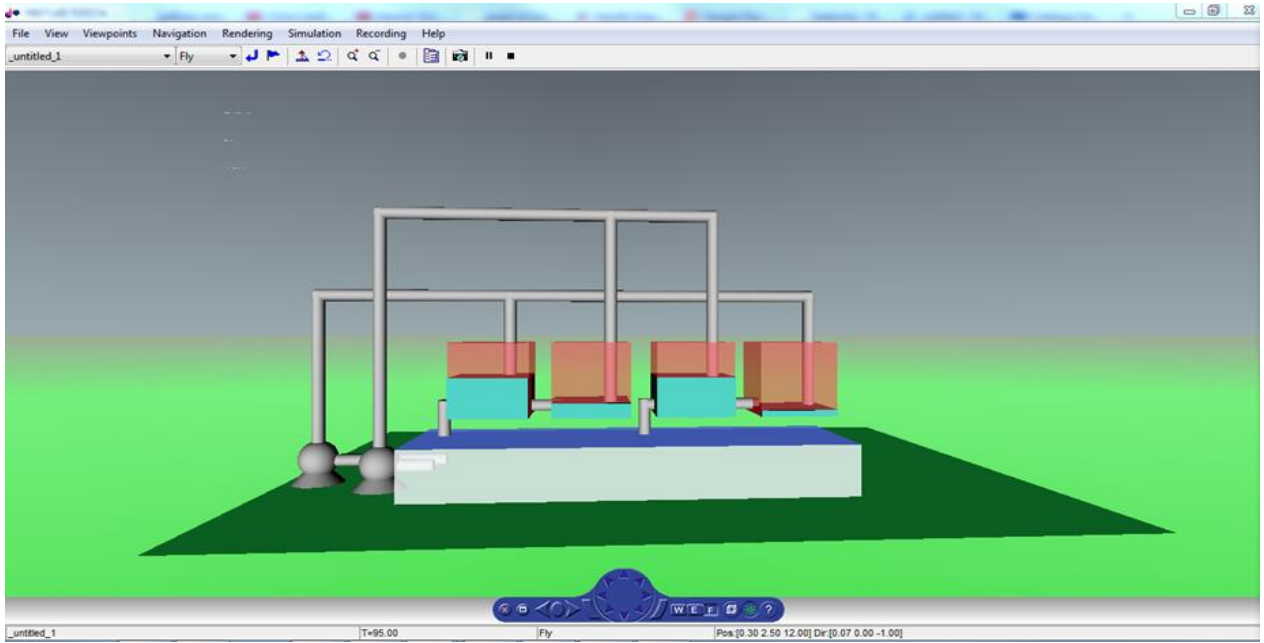 File View Viewpoints Navigation Rendering Simulation Recording Help
_untitled_1 Fly
W E F ?
_untitled_1 T=95.00 Fly Pos:[0.30 2.50 12.00] Dir:[0.07 0.00 -1.00]